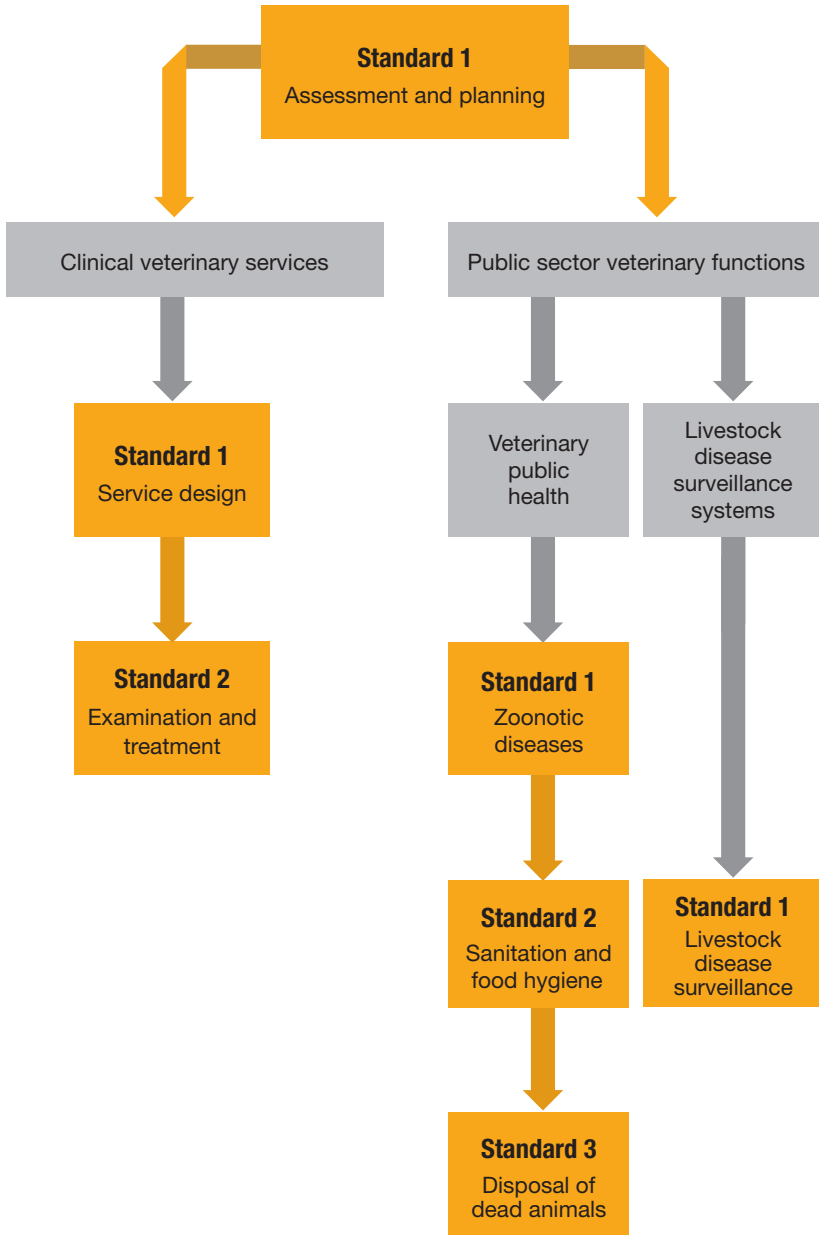 Standard 1
Assessment and planning
Clinical veterinary services
Public sector veterinary functions
Standard 1
Service design
Veterinary
public
health
Livestock
disease
surveillance
systems
Standard 2
Examination and
treatment
Standard 1
Zoonotic
diseases
Standard 2
Sanitation and
food hygiene
Standard 1
Livestock
disease
surveillance
Standard 3
Disposal of
dead animals